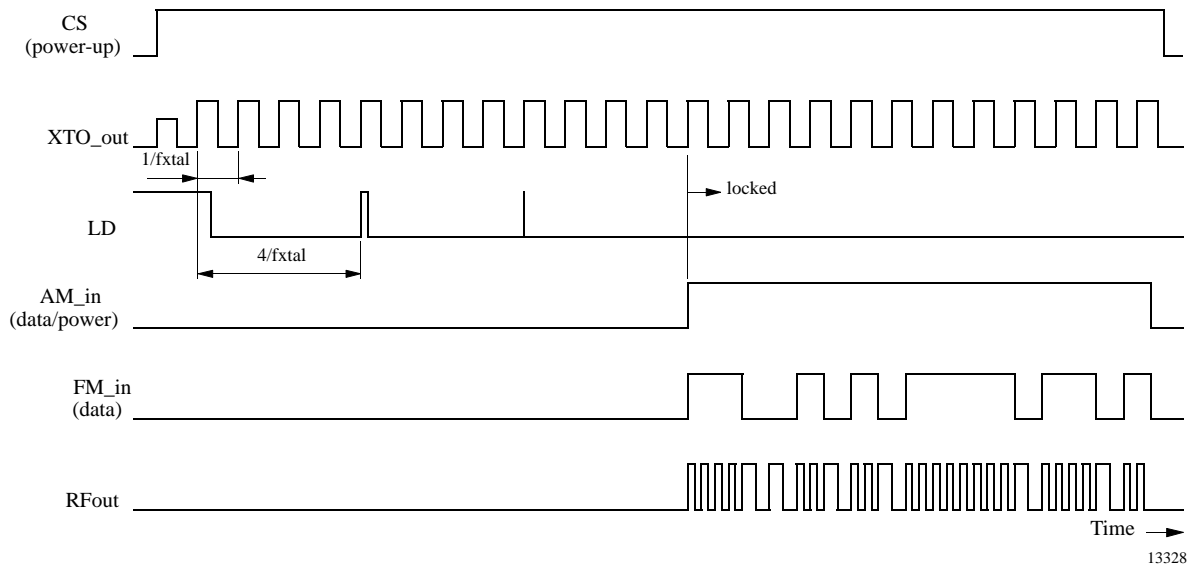 CS
(power-up)
XTO_out
1/fxtal
locked
LD
4/fxtal
AM_in
(data/power)
FM_in
(data)
RFout
Time
13328